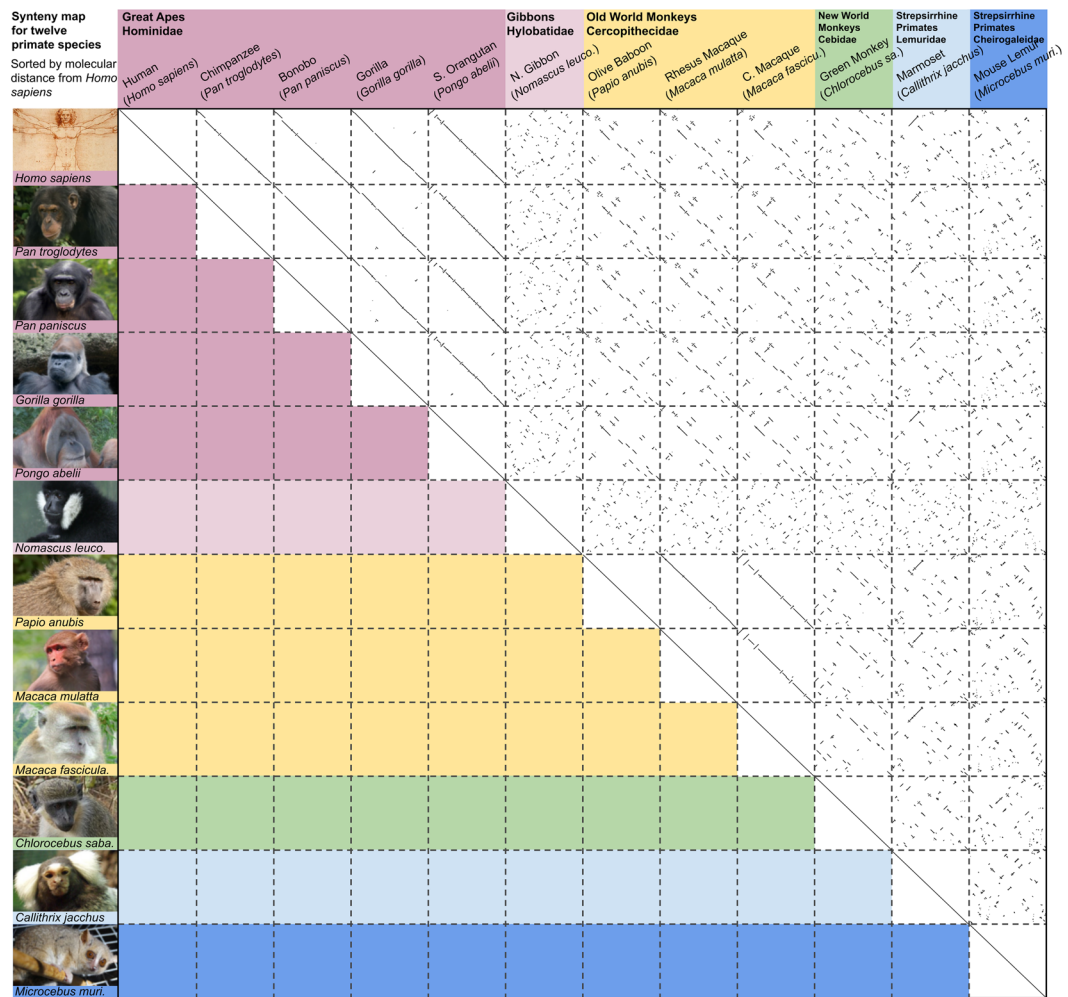 Synteny map
for twelve
primate species
Sorted by molecular
distance from Homo
sapiens
Great Apes
Hominidae
Gibbons
Hylobatidae
Old World Monkeys
Cercopithecidae
New World
Monkeys
Cebidae
Strepsirrhine
Primates
Lemuridae
Strepsirrhine
Primates
Cheirogaleidae
Human
(Homo sapiens)
Chimpanzee
(Pan troglodytes)
Bonobo
(Pan paniscus)
Gorilla
(Gorilla gorilla)
S. Orangutan
(Pongo abelii)
N. Gibbon
(Nomascus leuco.)
Olive Baboon
(Papio anubis)
Rhesus Macaque
(Macaca mulatta)
C. Macaque
(Macaca fascicu.)
Green Monkey
(Chlorocebus sa.)
Marmoset
(Callithrix jacchus)
Mouse Lemur
(Microcebus muri.)
Homo sapiens
Pan troglodytes
Pan paniscus
Gorilla gorilla
Pongo abelii
Nomascus leuco.
Papio anubis
Macaca mulatta
Macaca fascicula.
Chlorocebus saba.
Callithrix jacchus
Microcebus muri.